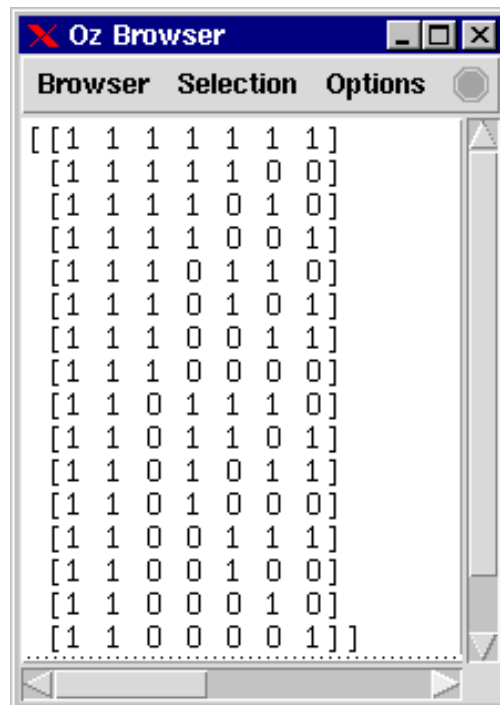 Oz Browser
Browser Selection Options
[[1 1 1 1 1 1 1]
[1 1 1 1 1 0 0]
[1 1 1 1 0 1 0]
[1 1 1 1 0 0 1]
[1 1 1 0 1 1 0]
[1 1 1 0 1 0 1]
[1 1 1 0 0 1 1]
[1 1 1 0 0 0 0]
[1 1 0 1 1 1 0]
[1 1 0 1 1 0 1]
[1 1 0 1 0 1 1]
[1 1 0 1 0 0 0]
[1 1 0 0 1 1 1]
[1 1 0 0 1 0 0]
[1 1 0 0 0 1 0]
[1 1 0 0 0 0 1]]